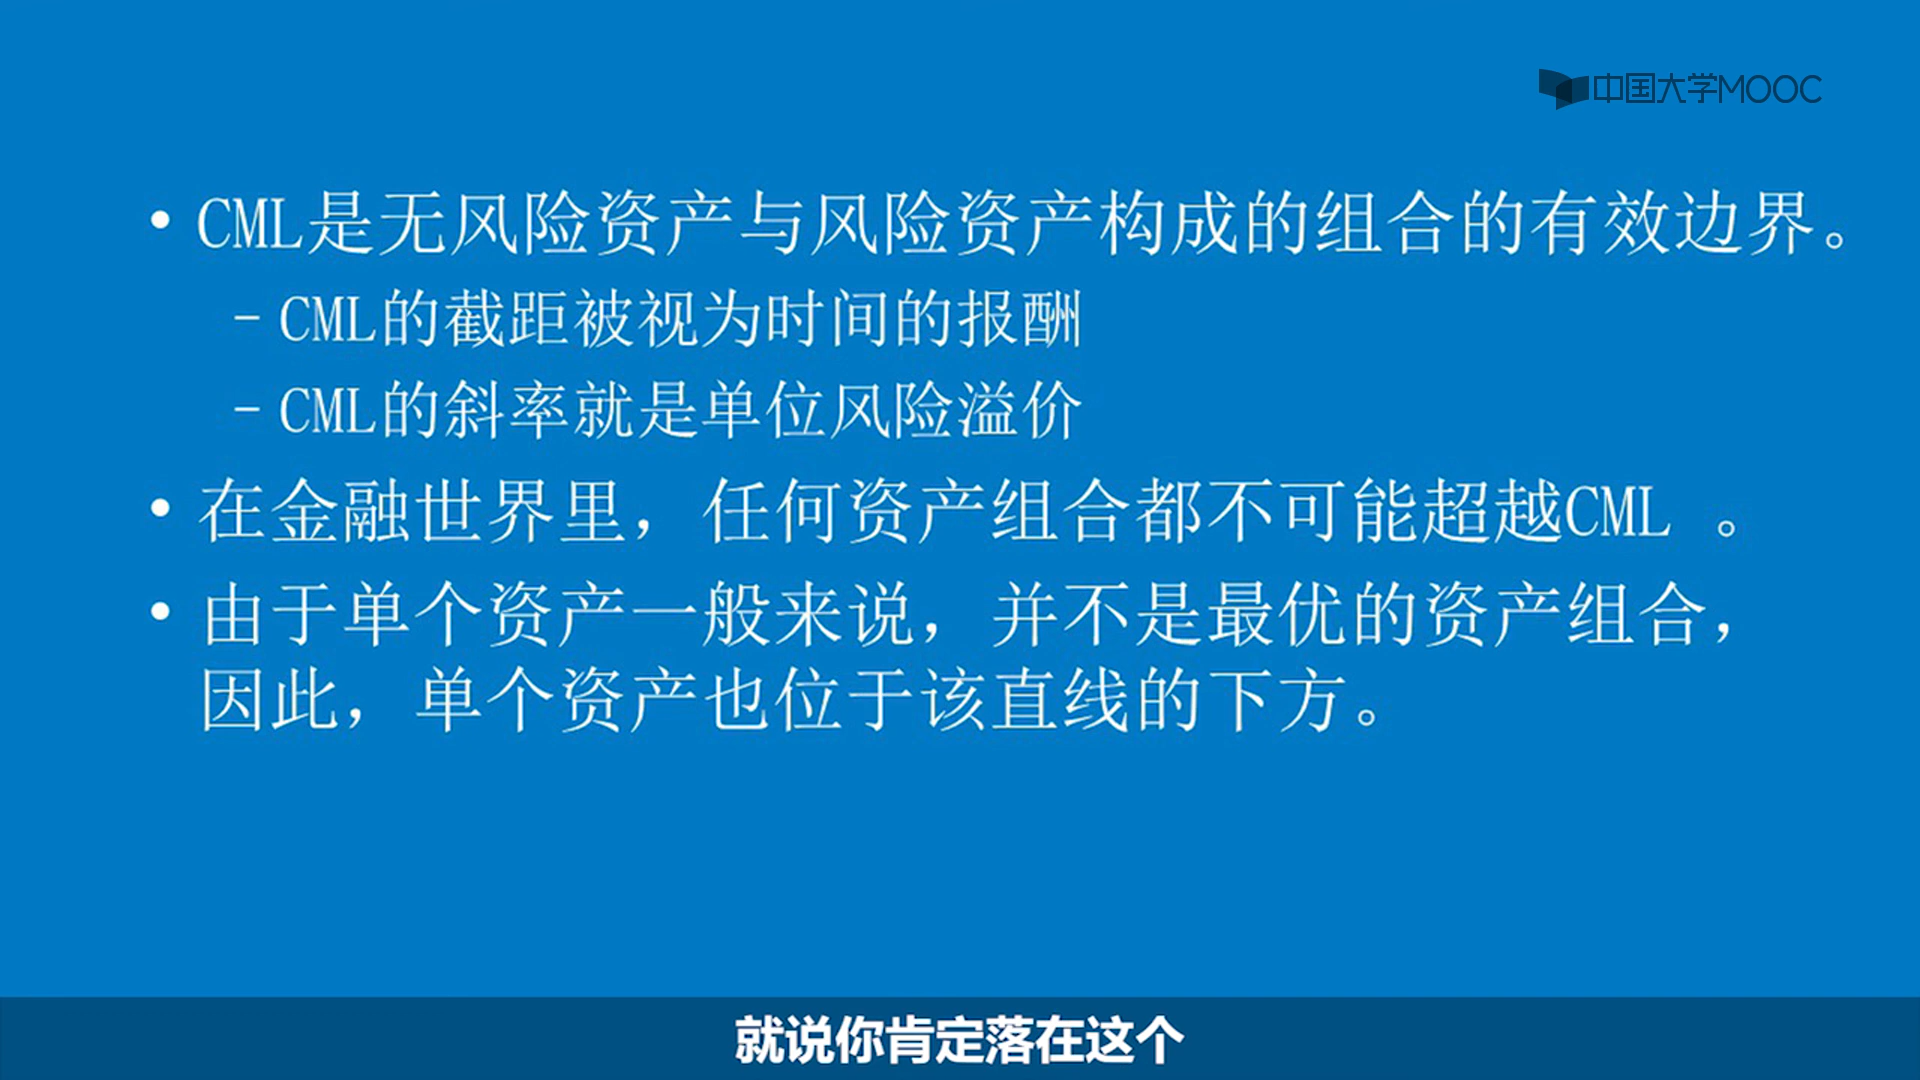 中国大学MOOC
• CML是无风险资产与风险资产构成的组合的有效边界。
– CML的截距被视为时间的报酬
– CML的斜率就是单位风险溢价
• 在金融世界里，任何资产组合都不可能超越CML 。
• 由于单个资产一般来说，并不是最优的资产组合，
因此，单个资产也位于该直线的下方。
就说你肯定落在这个